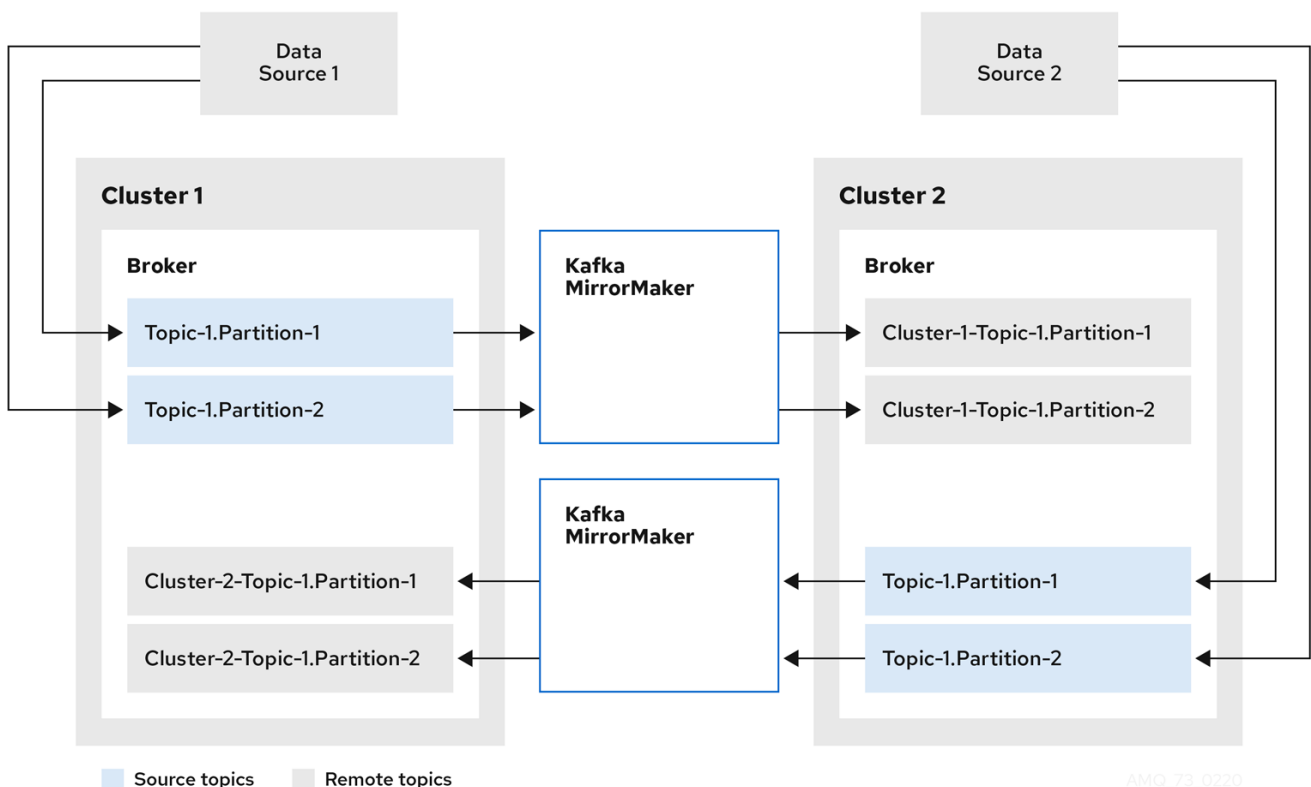 Data
Source 1
Data
Source 2
Cluster 1
Broker
Topic-1.Partition-1
Topic-1.Partition-2
Cluster-2-Topic-1.Partition-1
Cluster-2-Topic-1.Partition-2
Kafka
MirrorMaker
Kafka
MirrorMaker
Cluster 2
Broker
Cluster-1-Topic-1.Partition-1
Cluster-1-Topic-1.Partition-2
Topic-1.Partition-1
Topic-1.Partition-2
Source topics
Remote topics
AMQ_73_0220